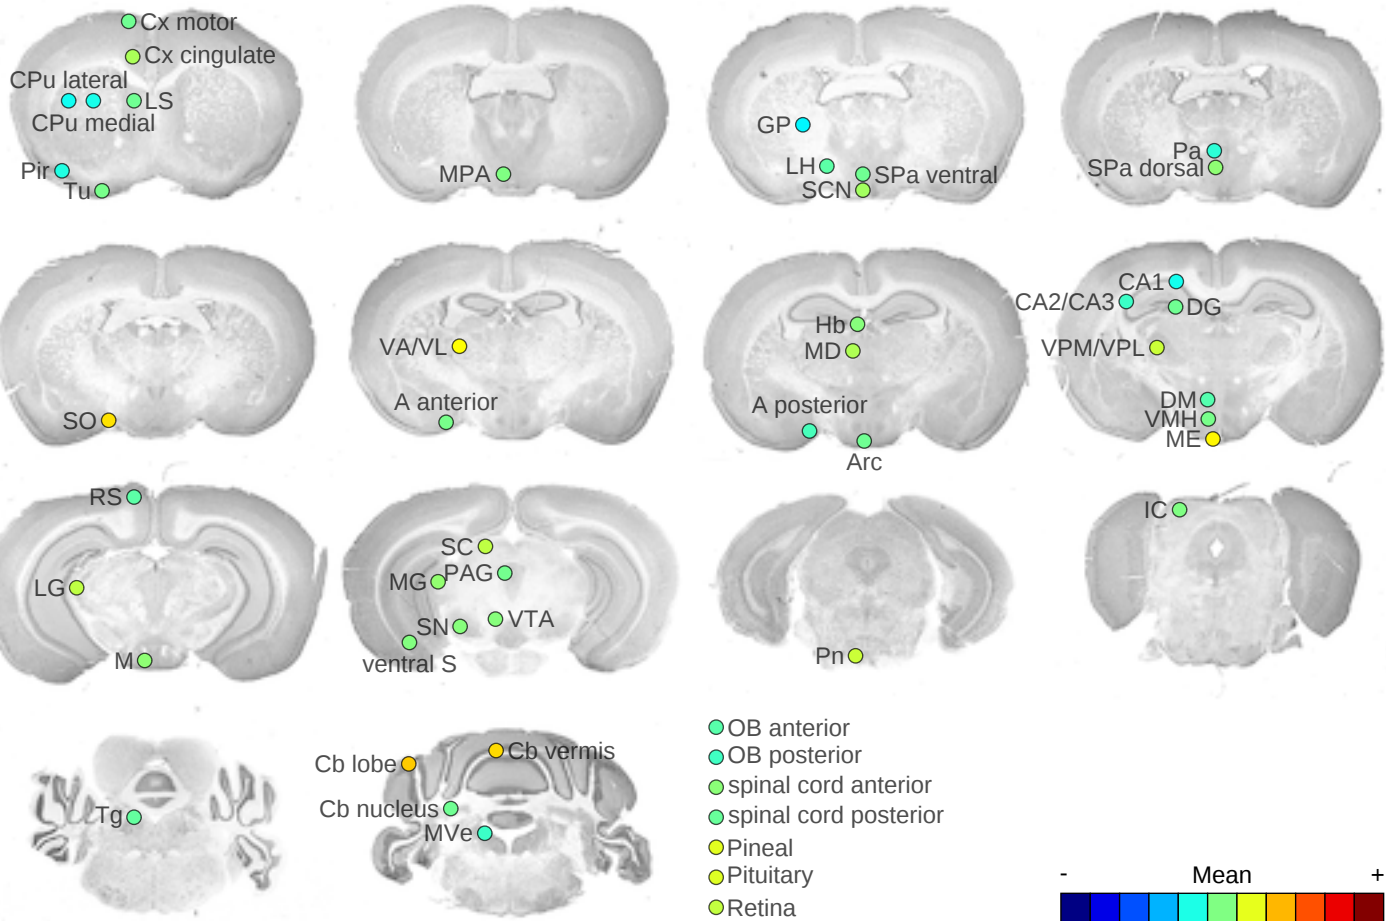 Cx motor
Cx cingulate
CPu lateral
LS
CPu medial
Pir
Tu
MPA
GP
LH
SPa ventral
SCN
Pa
SPa dorsal
SO
VA/VL
A anterior
Hb
MD
A posterior
Arc
CA1
CA2/CA3
DG
VPM/VPL
DM
VMH
ME
RS
LG
M
SC
PAG
MG
VTA
SN
ventral S
Pn
IC
Tg
Cb vermis
Cb lobe
Cb nucleus
MVe
OB anterior
OB posterior
spinal cord anterior
spinal cord posterior
Pineal
Pituitary
Retina
- Mean +